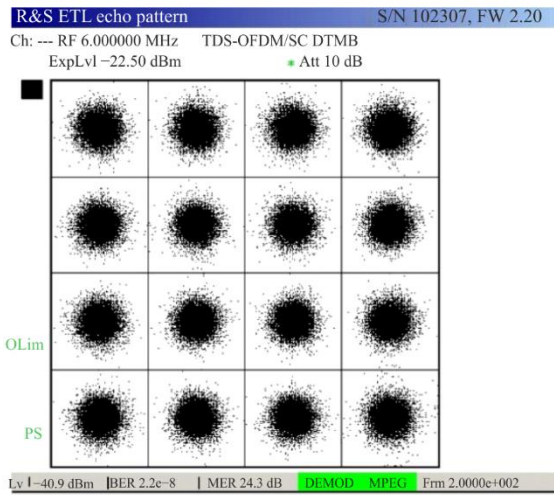 R&S ETL echo pattern S/N 102307, FW 2.20
Ch: --- RF 6.000000 MHz TDS-OFDM/SC DTMB
ExpLvl −22.50 dBm * Att 10 dB
OLim
PS
Lv −40.9 dBm BER 2.2e−8 MER 24.3 dB DEMOD MPEG Frm 2.0000e+002